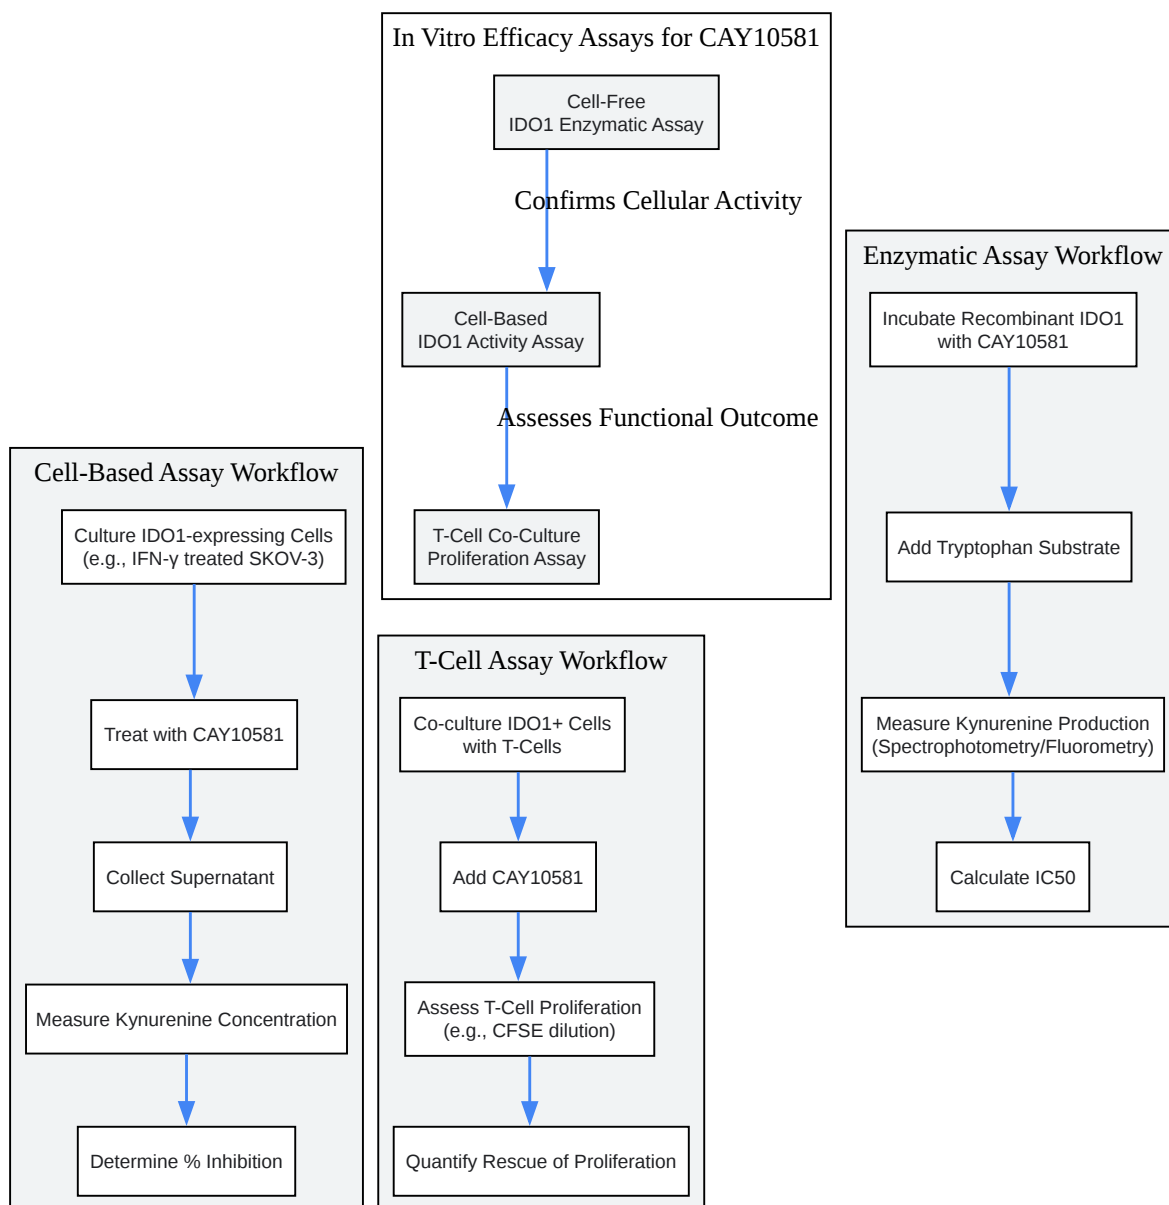 In Vitro Efficacy Assays for CAY10581
Cell-Free
IDO1 Enzymatic Assay
Confirms Cellular Activity
Cell-Based
IDO1 Activity Assay
Assesses Functional Outcome
T-Cell Co-Culture
Proliferation Assay
Enzymatic Assay Workflow
Incubate Recombinant IDO1
with CAY10581
Add Tryptophan Substrate
Measure Kynurenine Production
(Spectrophotometry/Fluorometry)
Calculate IC50
Cell-Based Assay Workflow
Culture IDO1-expressing Cells
(e.g., IFN-γ treated SKOV-3)
Treat with CAY10581
Collect Supernatant
Measure Kynurenine Concentration
Determine % Inhibition
T-Cell Assay Workflow
Co-culture IDO1+ Cells
with T-Cells
Add CAY10581
Assess T-Cell Proliferation
(e.g., CFSE dilution)
Quantify Rescue of Proliferation